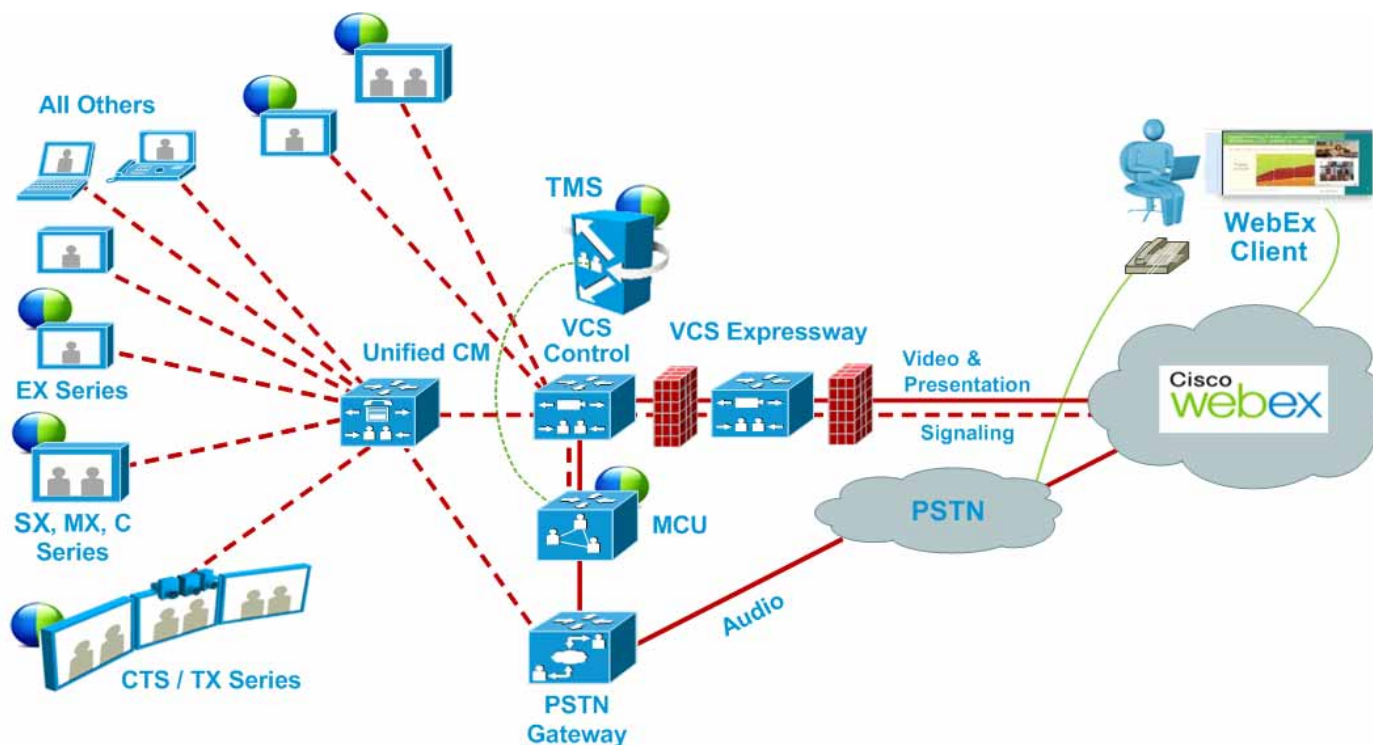 All Others
TMS
WebEx
Client
VCS
Control
VCS Expressway
Unified CM
Video &
Presentation
Cisco
webex
EX Series
Signaling
SX, MX, C
Series
MCU
PSTN
Audio
CTS / TX Series
PSTN
Gateway